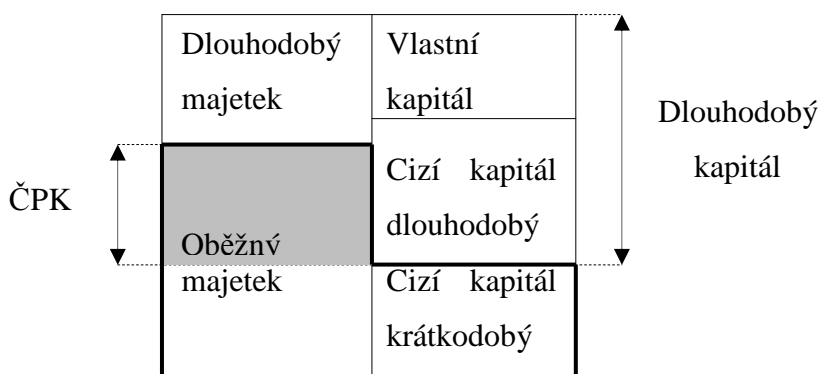 Dlouhodobý
majetek
Vlastní
kapitál
Dlouhodobý
kapitál
ČPK
Cizí kapitál
dlouhodobý
Oběžný
majetek
Cizí kapitál
krátkodobý